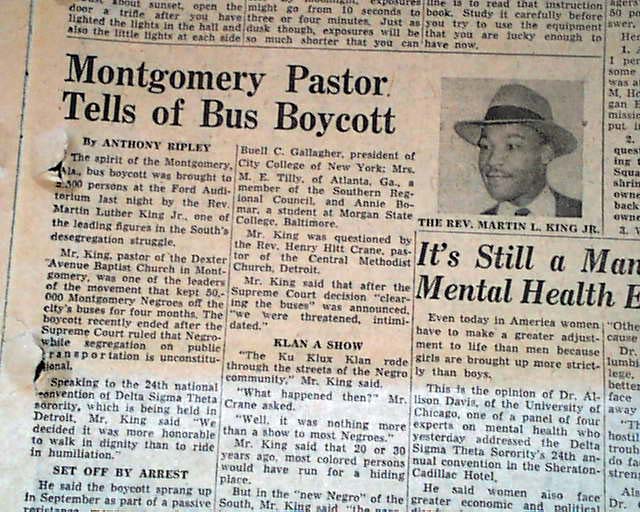 about sunset, open the
door a trifle after you have
lighted the lights in the hall and
also the little lights at each side
might go from 10 seconds to
three or four minutes. Just as
dusk though, exposures will be
so much shorter that you can
line is to read that instruction
book. Study it carefully before
you try to use the equipment
that you are lucky enough to
have now.
Montgomery Pastor
Tells of Bus Boycott
By ANTHONY RIPLEY
The spirit of the Montgomery,
Ala., bus boycott was brought to
2,500 persons at the Ford Audi-
torium last night by the Rev.
Martin Luther King Jr., one of
the leading figures in the South's
desegregation struggle.
Mr. King, pastor of the Dexter
Avenue Baptist Church in Mont-
gomery, was one of the leaders
of the movement that kept 50,-
000 Montgomery Negroes off the
city's buses for four months. The
boycott recently ended after the
Supreme Court ruled that Negro-
white segregation on public
transportation is unconstitu-
tional.
Speaking to the 24th national
convention of Delta Sigma Theta
Sorority, which is being held in
Detroit, Mr. King said "We
decided it was more honorable
to walk in dignity than to ride
in humiliation."
SET OFF BY ARREST
He said the boycott sprang up
in September as part of a passive
Buell C. Gallagher, president of
City College of New York; Mrs.
M. E. Tilly, of Atlanta, Ga., a
member of the Southern Reg-
ional Council, and Annie Bo-
mar, a student at Morgan State
College, Baltimore.
Mr. King was questioned by
the Rev. Henry Hitt Crane, pas-
tor of the Central Methodist
Church, Detroit.
Mr. King said that after the
Supreme Court decision "clear-
ing the buses" was announced,
"we were threatened, intimi-
dated."
KLAN A SHOW
"The Ku Klux Klan rode
through the streets of the Negro
community," Mr. King said.
"What happened then?" Mr.
Crane asked.
"Well, it was nothing more
than a show to most Negroes."
Mr. King said that 20 or 30
years ago, most colored persons
would have run for a hiding
place.
But in the "new Negro" of the
South, Mr. King said
THE REV. MARTIN L. KING JR.
It's Still a Man
Mental Health
Even today in America women
have to make a greater adjust-
ment to life than men because
girls are brought up more strict-
ly than boys.
This is the opinion of Dr. Al-
lison Davis, of the University of
Chicago, one of a panel of four
experts on mental health who
yesterday addressed the Delta
Sigma Theta Sorority's 24th an-
nual convention in the Sheraton-
Cadillac Hotel.
He said women also face
greater economic and political